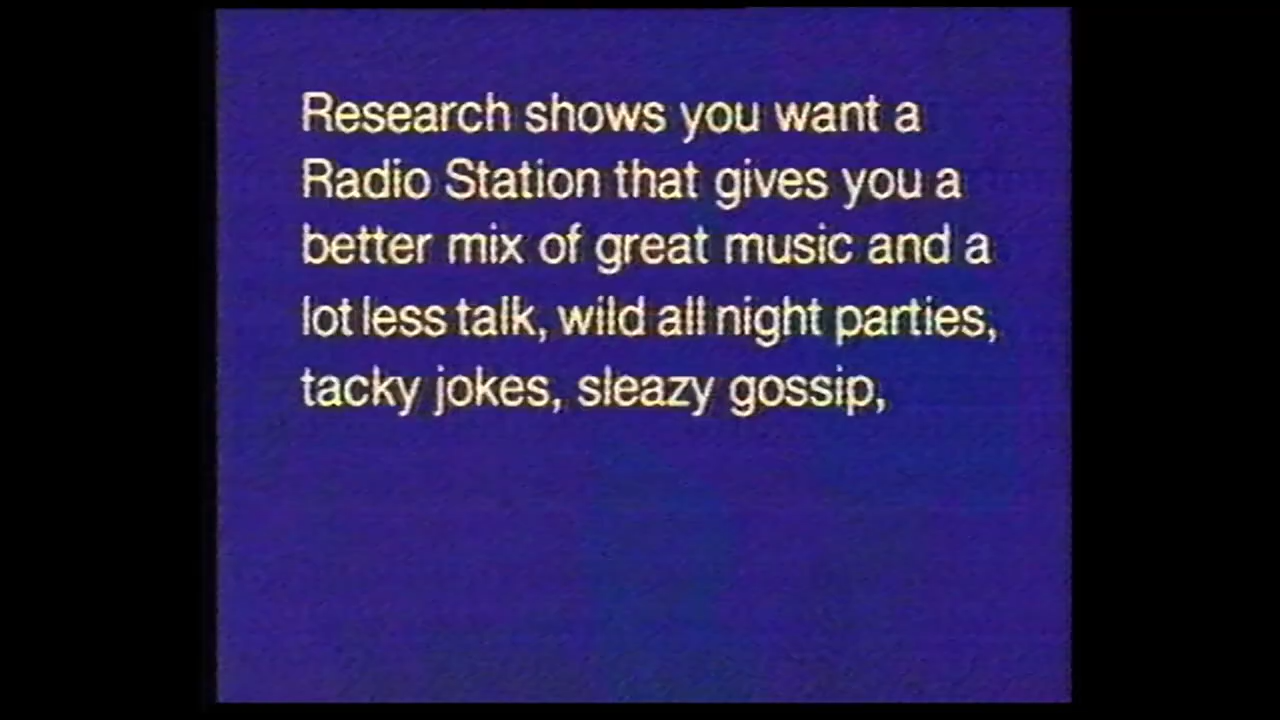 Research shows you want a
Radio Station that gives you a
better mix of great music and a
lot less talk, wild all night parties,
tacky jokes, sleazy gossip,